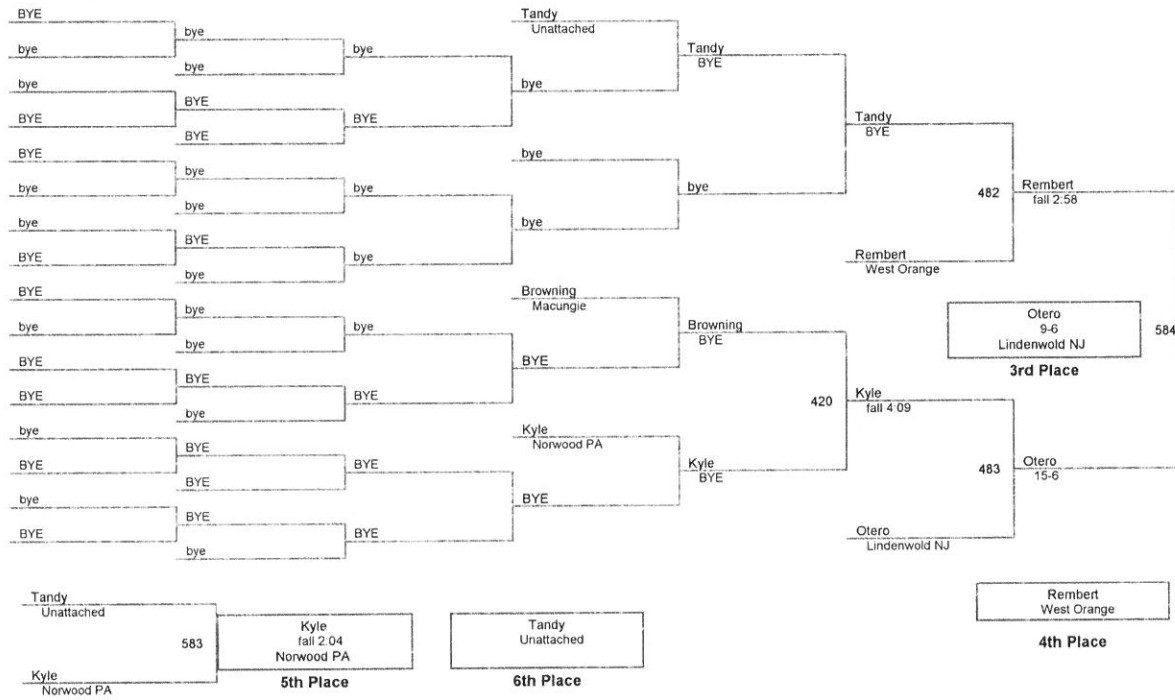 BYE
bye
bye
BYE
BYE
bye
bye
BYE
BYE
bye
BYE
BYE
bye
BYE
bye
BYE
bye
bye
BYE
BYE
bye
bye
BYE
bye
bye
bye
BYE
bye
BYE
BYE
BYE
bye
bye
BYE
bye
bye
bye
BYE
BYE
BYE
Tandy
Unattached
bye
bye
bye
Browning
Macungie
BYE
Kyle
Norwood PA
BYE
Tandy
BYE
bye
Browning
BYE
Kyle
BYE
Tandy
BYE
Rembert
West Orange
420
Kyle
fall 4:09
Otero
Lindenwold NJ
482
Rembert
fall 2:58
Otero
9-6
Lindenwold NJ
584
3rd Place
483
Otero
15-6
Rembert
West Orange
4th Place
Tandy
Unattached
583
Kyle
Norwood PA
Kyle
fall 2:04
Norwood PA
5th Place
Tandy
Unattached
6th Place